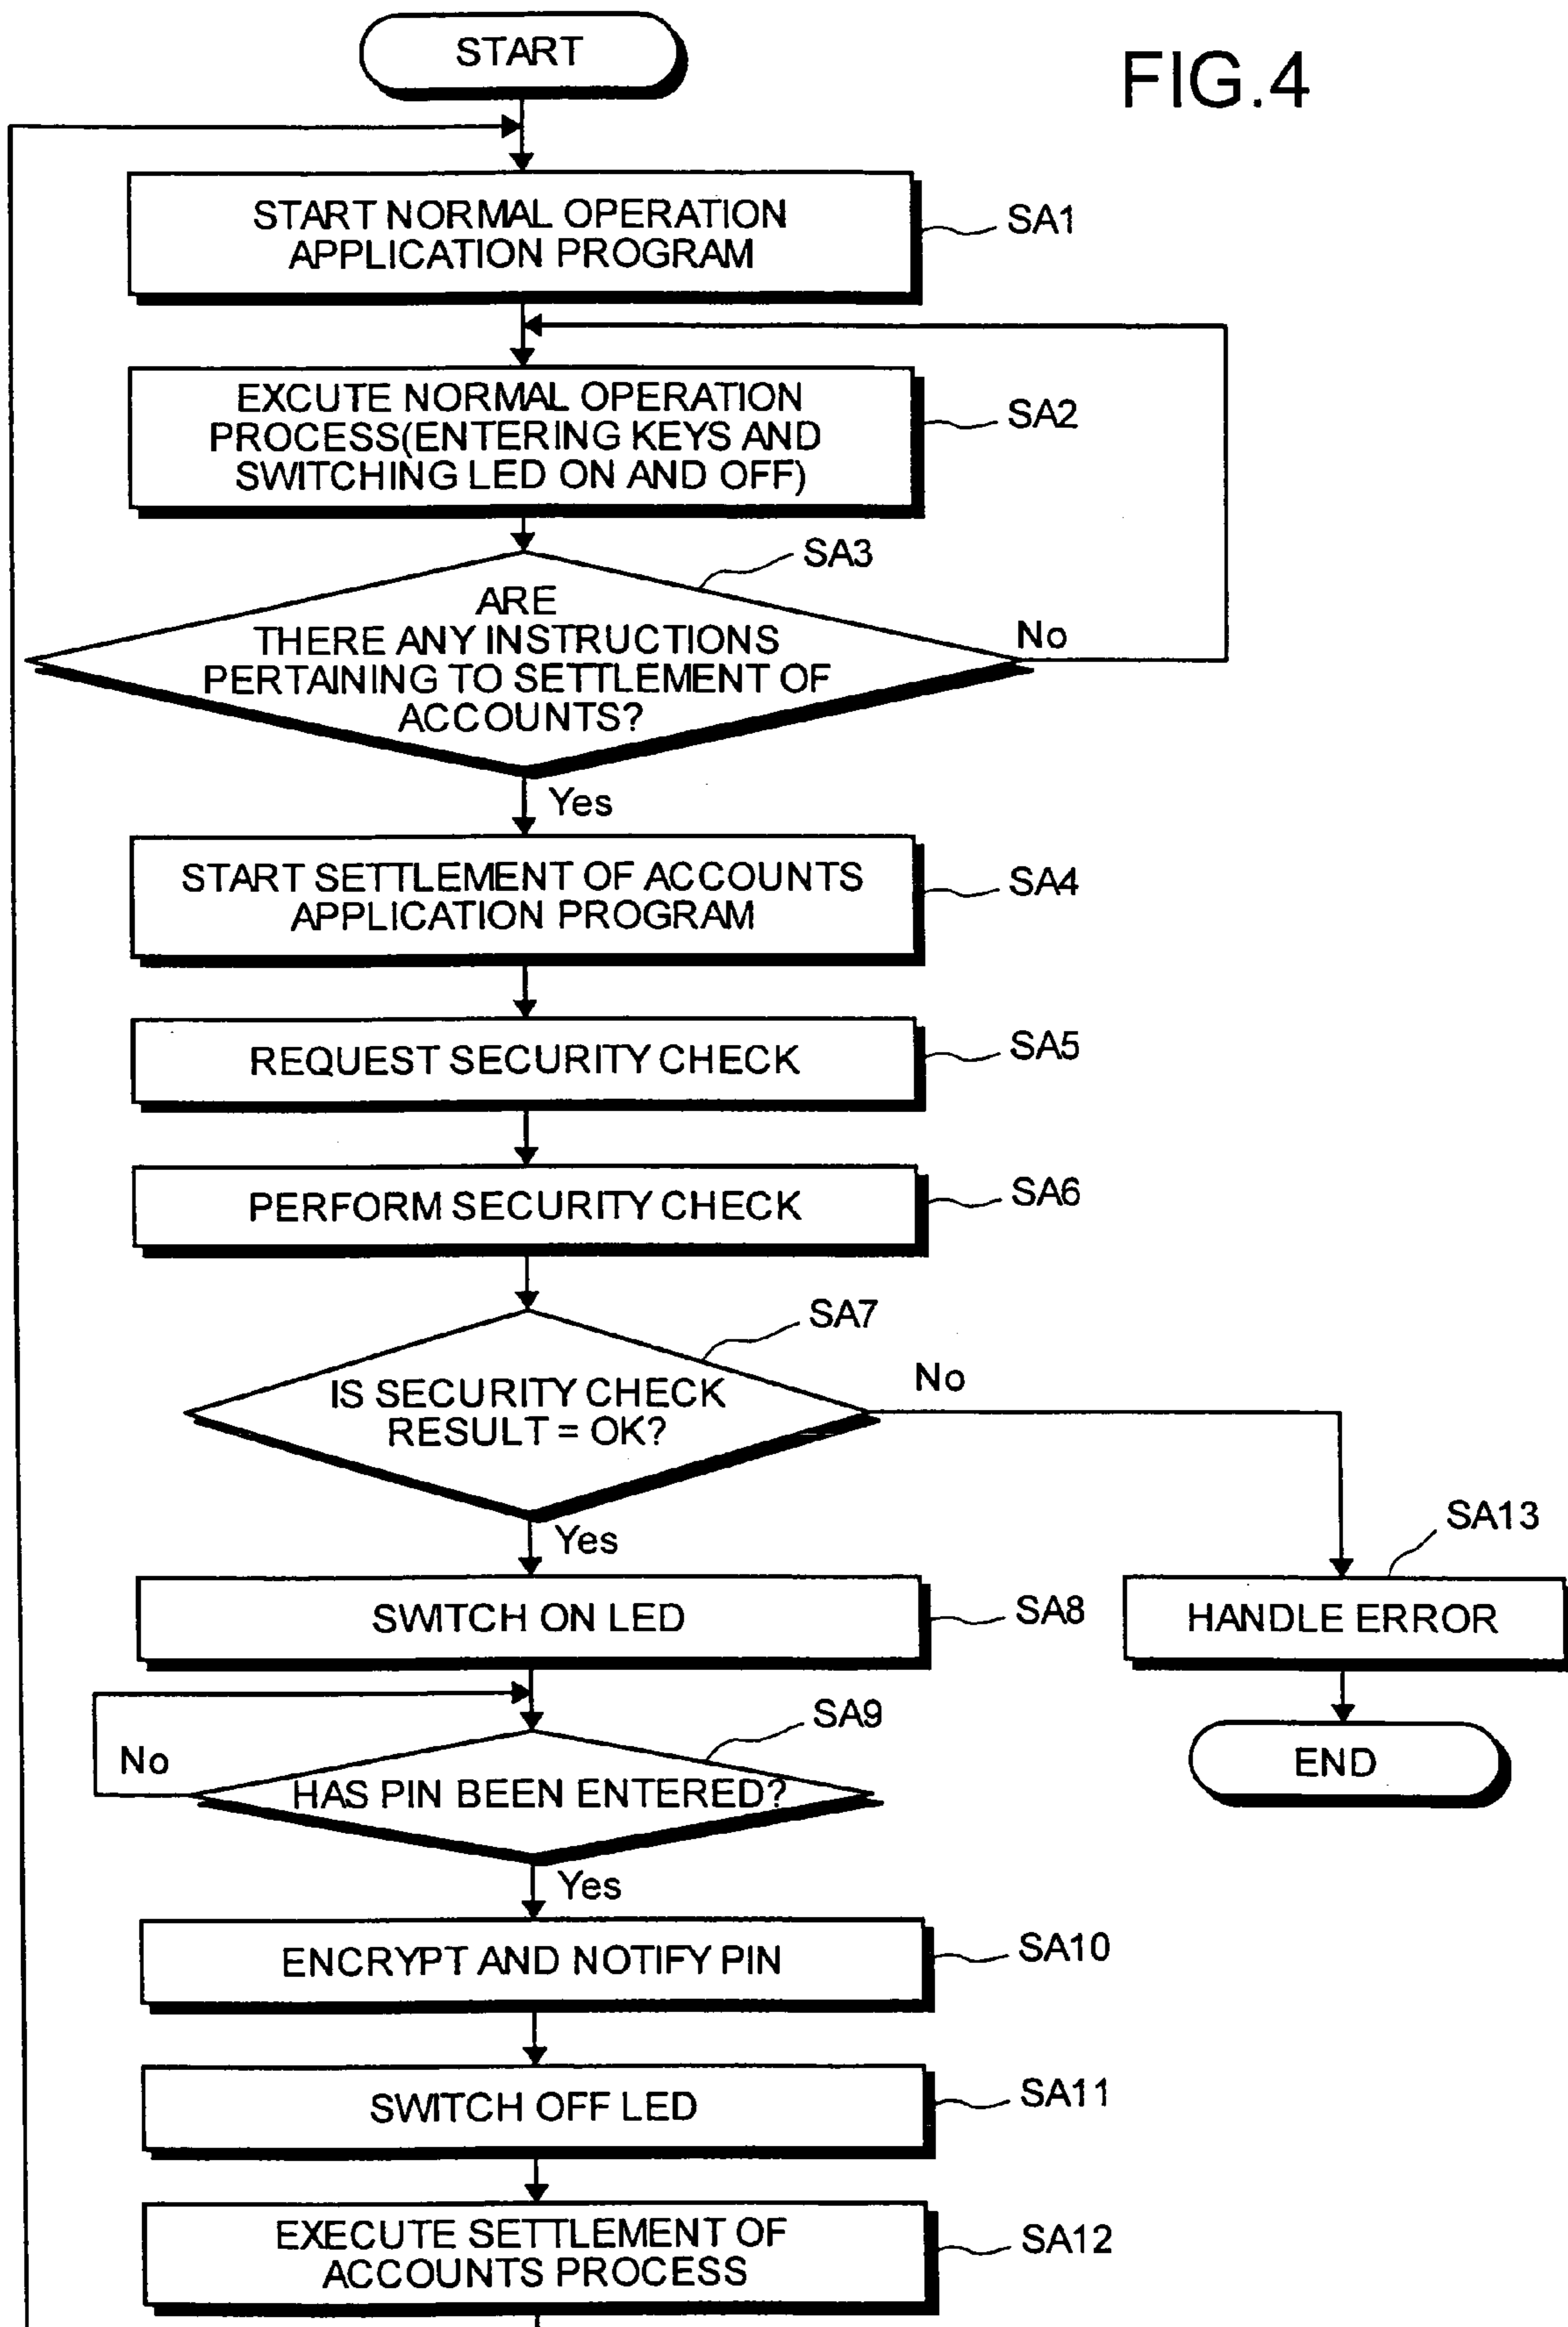 START
FIG.4
START NORMAL OPERATION
APPLICATION PROGRAM
SA1
EXCUTE NORMAL OPERATION
PROCESS(ENTERING KEYS AND
SWITCHING LED ON AND OFF)
SA2
SA3
ARE
THERE ANY INSTRUCTIONS
PERTAINING TO SETTLEMENT OF
ACCOUNTS?
No
Yes
START SETTLEMENT OF ACCOUNTS
APPLICATION PROGRAM
SA4
REQUEST SECURITY CHECK
SA5
PERFORM SECURITY CHECK
SA6
SA7
IS SECURITY CHECK
RESULT = OK?
No
Yes
SA13
SWITCH ON LED
SA8
HANDLE ERROR
SA9
No
HAS PIN BEEN ENTERED?
END
Yes
ENCRYPT AND NOTIFY PIN
SA10
SWITCH OFF LED
SA11
EXECUTE SETTLEMENT OF
ACCOUNTS PROCESS
SA12